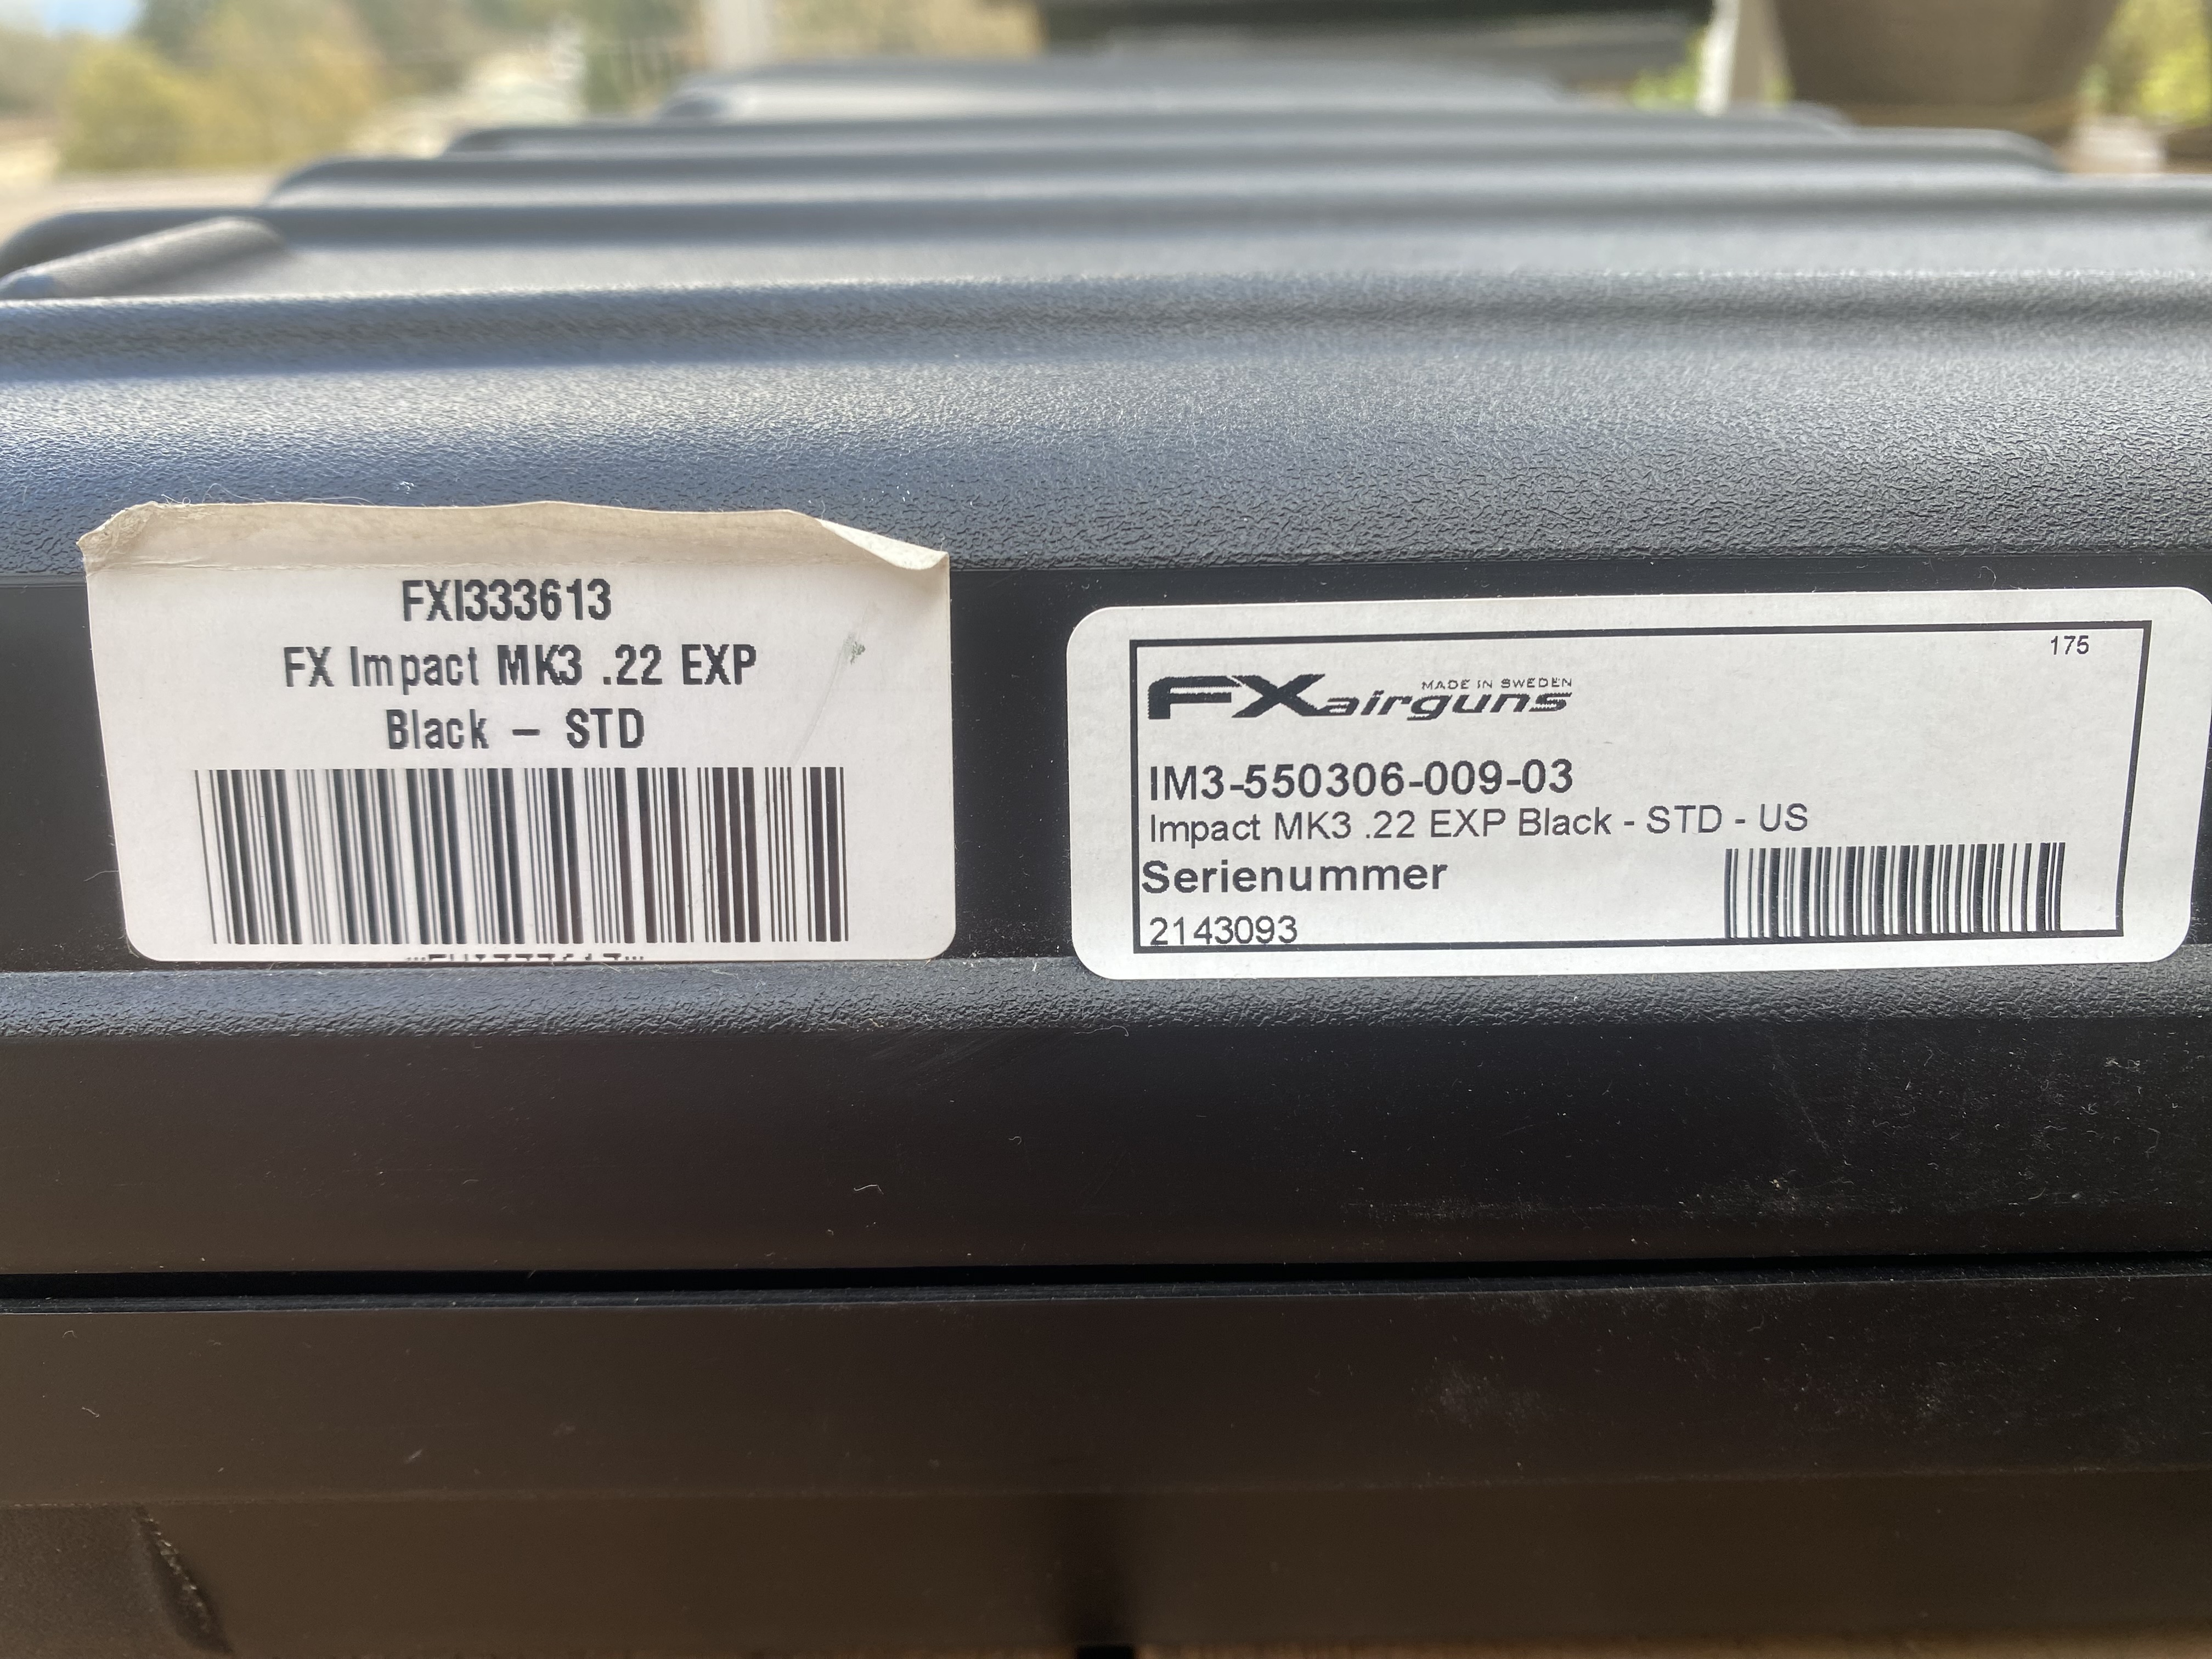 FXI333613
FX Impact MK3 .22 EXP
Black – STD
175
MADE IN SWEDEN
FXairguns
IM3-550306-009-03
Impact MK3 .22 EXP Black - STD - US
Serienummer
2143093